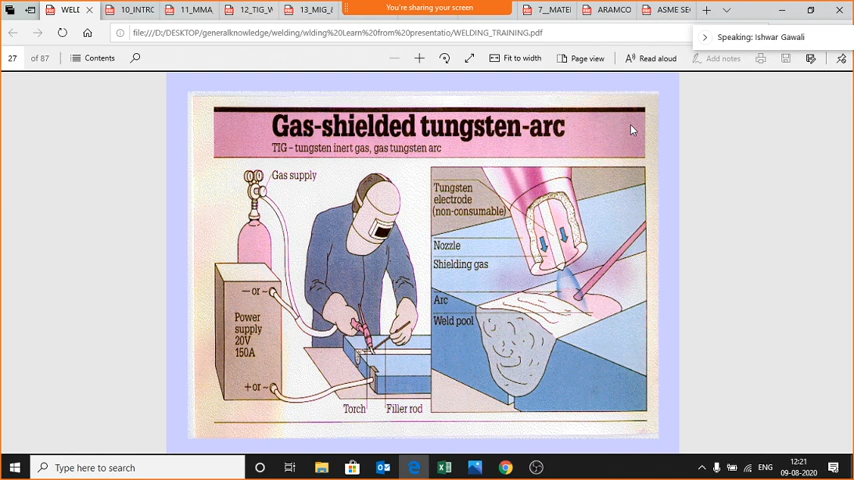 You're sharing your screen
WELD
10_INTRO
11_MMA
12_TIG_W
13_MIG_&
7__MATE
ARAMCO
ASME SE
file:///D:/DESKTOP/generalknowledge/welding/wlding%20Learn%20from%20presentatio/WELDING_TRAINING.pdf
Speaking: Ishwar Gawali
27 of 87
Contents
Fit to width
Page view
Read aloud
Add notes
Gas-shielded tungsten-arc
TIG – tungsten inert gas, gas tungsten arc
Gas supply
– or ~
Power
supply
20V
150A
+ or ~
Torch
Filler rod
Tungsten
electrode
(non-consumable)
Nozzle
Shielding gas
Arc
Weld pool
Type here to search
ENG
12:21
09-08-2020